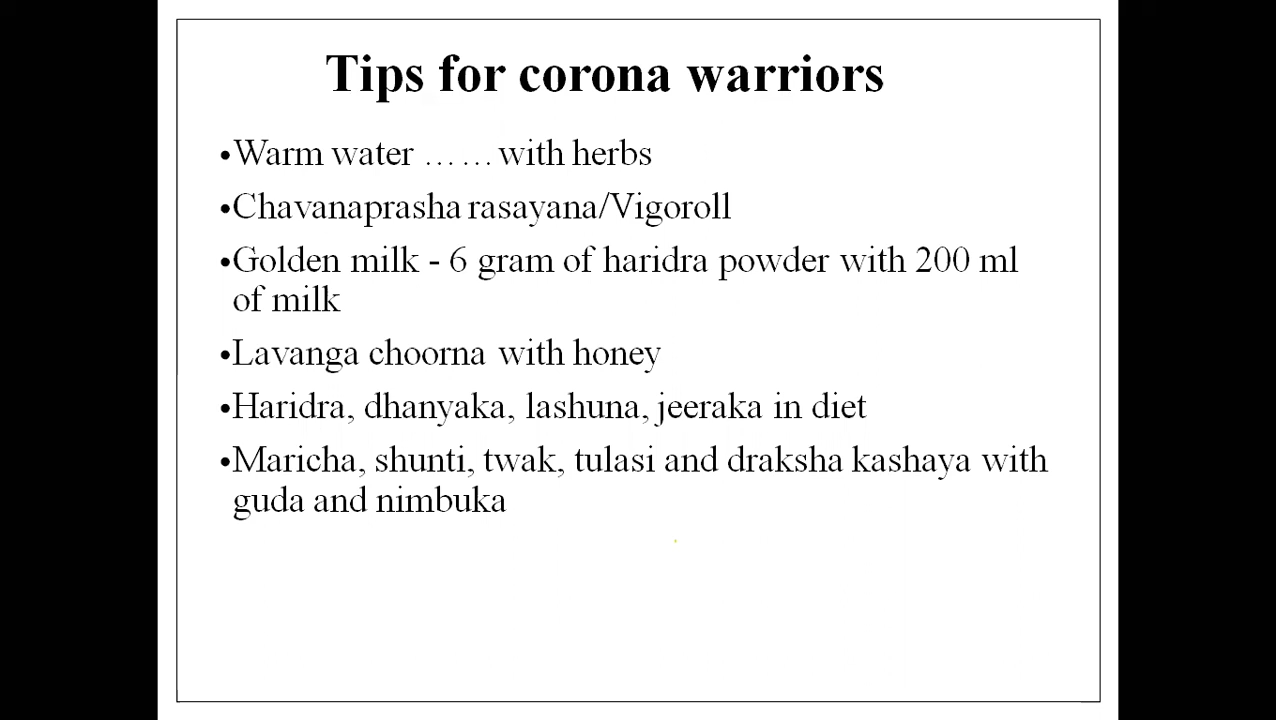 Tips for corona warriors
•Warm water …… with herbs
•Chavanaprasha rasayana/Vigoroll
•Golden milk - 6 gram of haridra powder with 200 ml
of milk
•Lavanga choorna with honey
•Haridra, dhanyaka, lashuna, jeeraka in diet
•Maricha, shunti, twak, tulasi and draksha kashaya with
guda and nimbuka